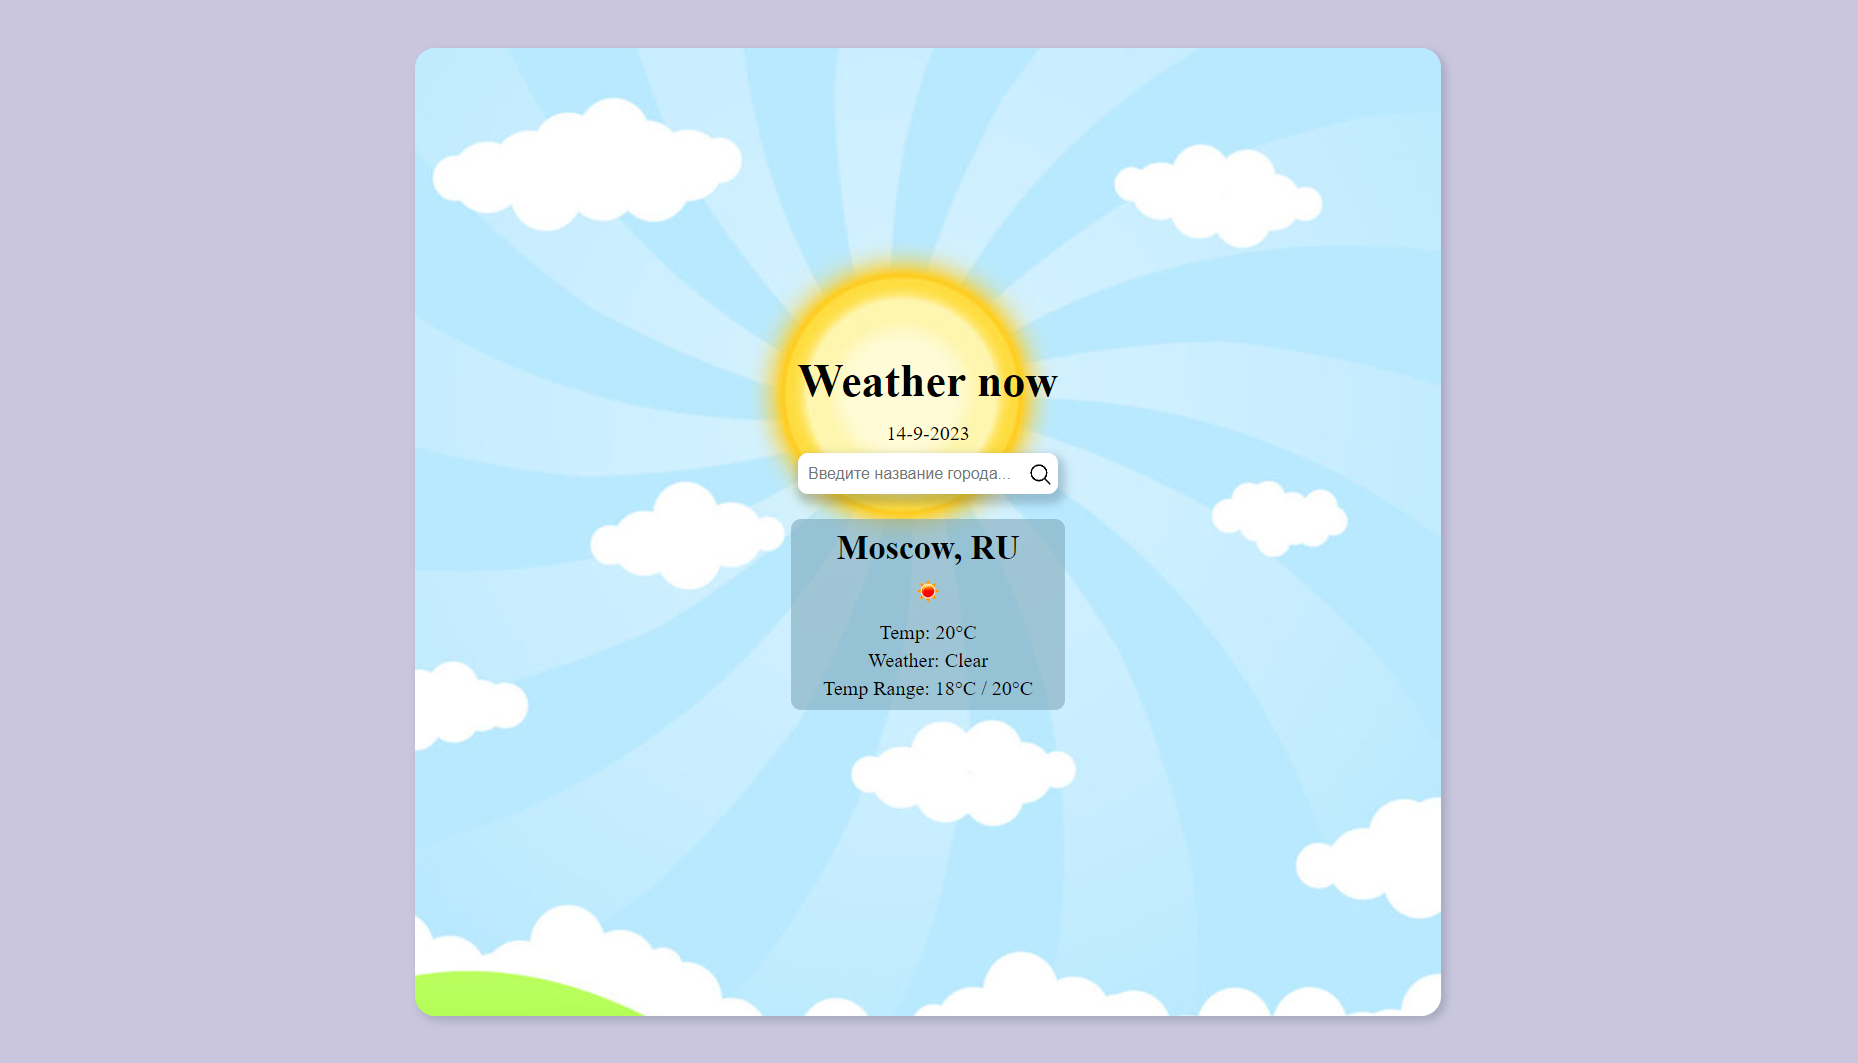 Weather now
14-9-2023
Введите название города...
Moscow, RU
Temp: 20°C
Weather: Clear
Temp Range: 18°C / 20°C